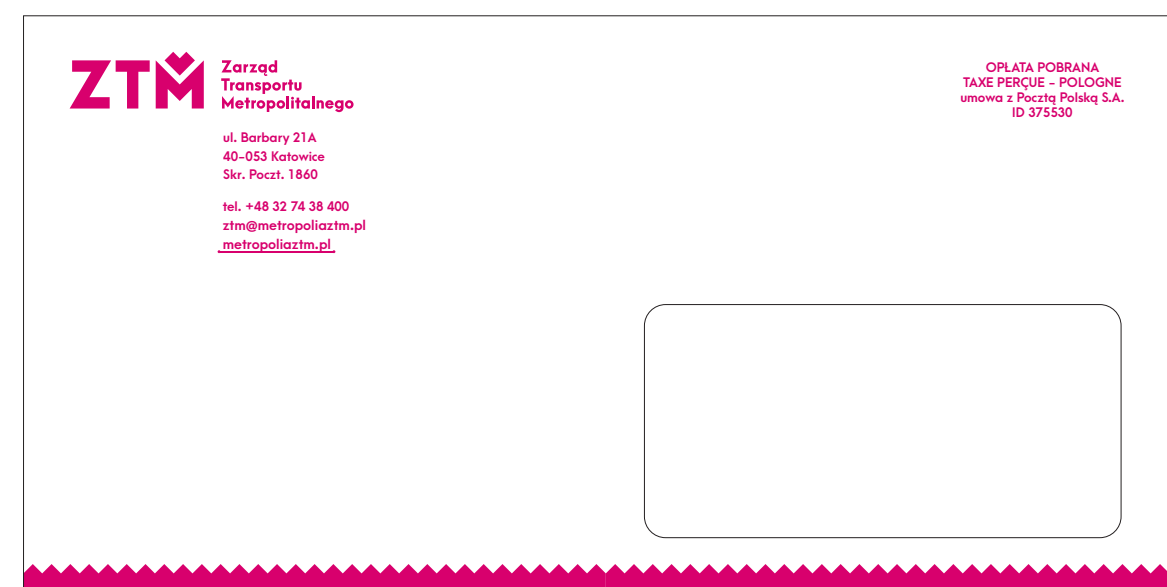 ZTM
Zarząd
Transportu
Metropolitalnego
ul. Barbary 21A
40-053 Katowice
Skr. Poczt. 1860
tel. +48 32 74 38 400
ztm@metropoliaztm.pl
metropoliaztm.pl
OPŁATA POBRANA
TAXE PERÇUE - POLOGNE
umowa z Pocztą Polską S.A.
ID 375530